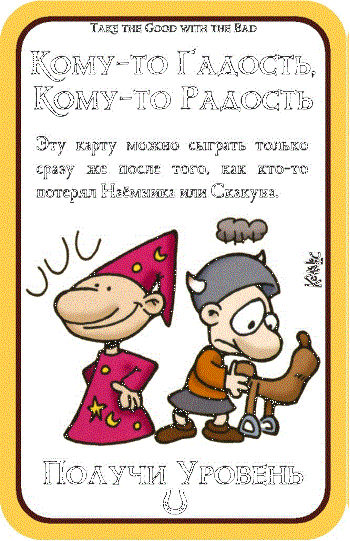 Take the Good with the Bad
Кому-то Гадость,
Кому-то Радость
Эту карту можно сыграть только
сразу же после того, как кто-то
потерял Наёмника или Скакуна.
Получи Уровень